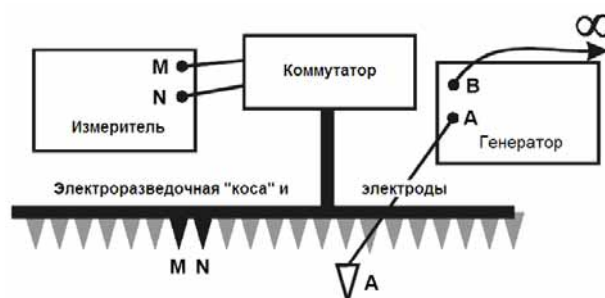 ∞
M
N
Измеритель
Коммутатор
B
A
Генератор
Электроразведочная "коса" и электроды
M N
A